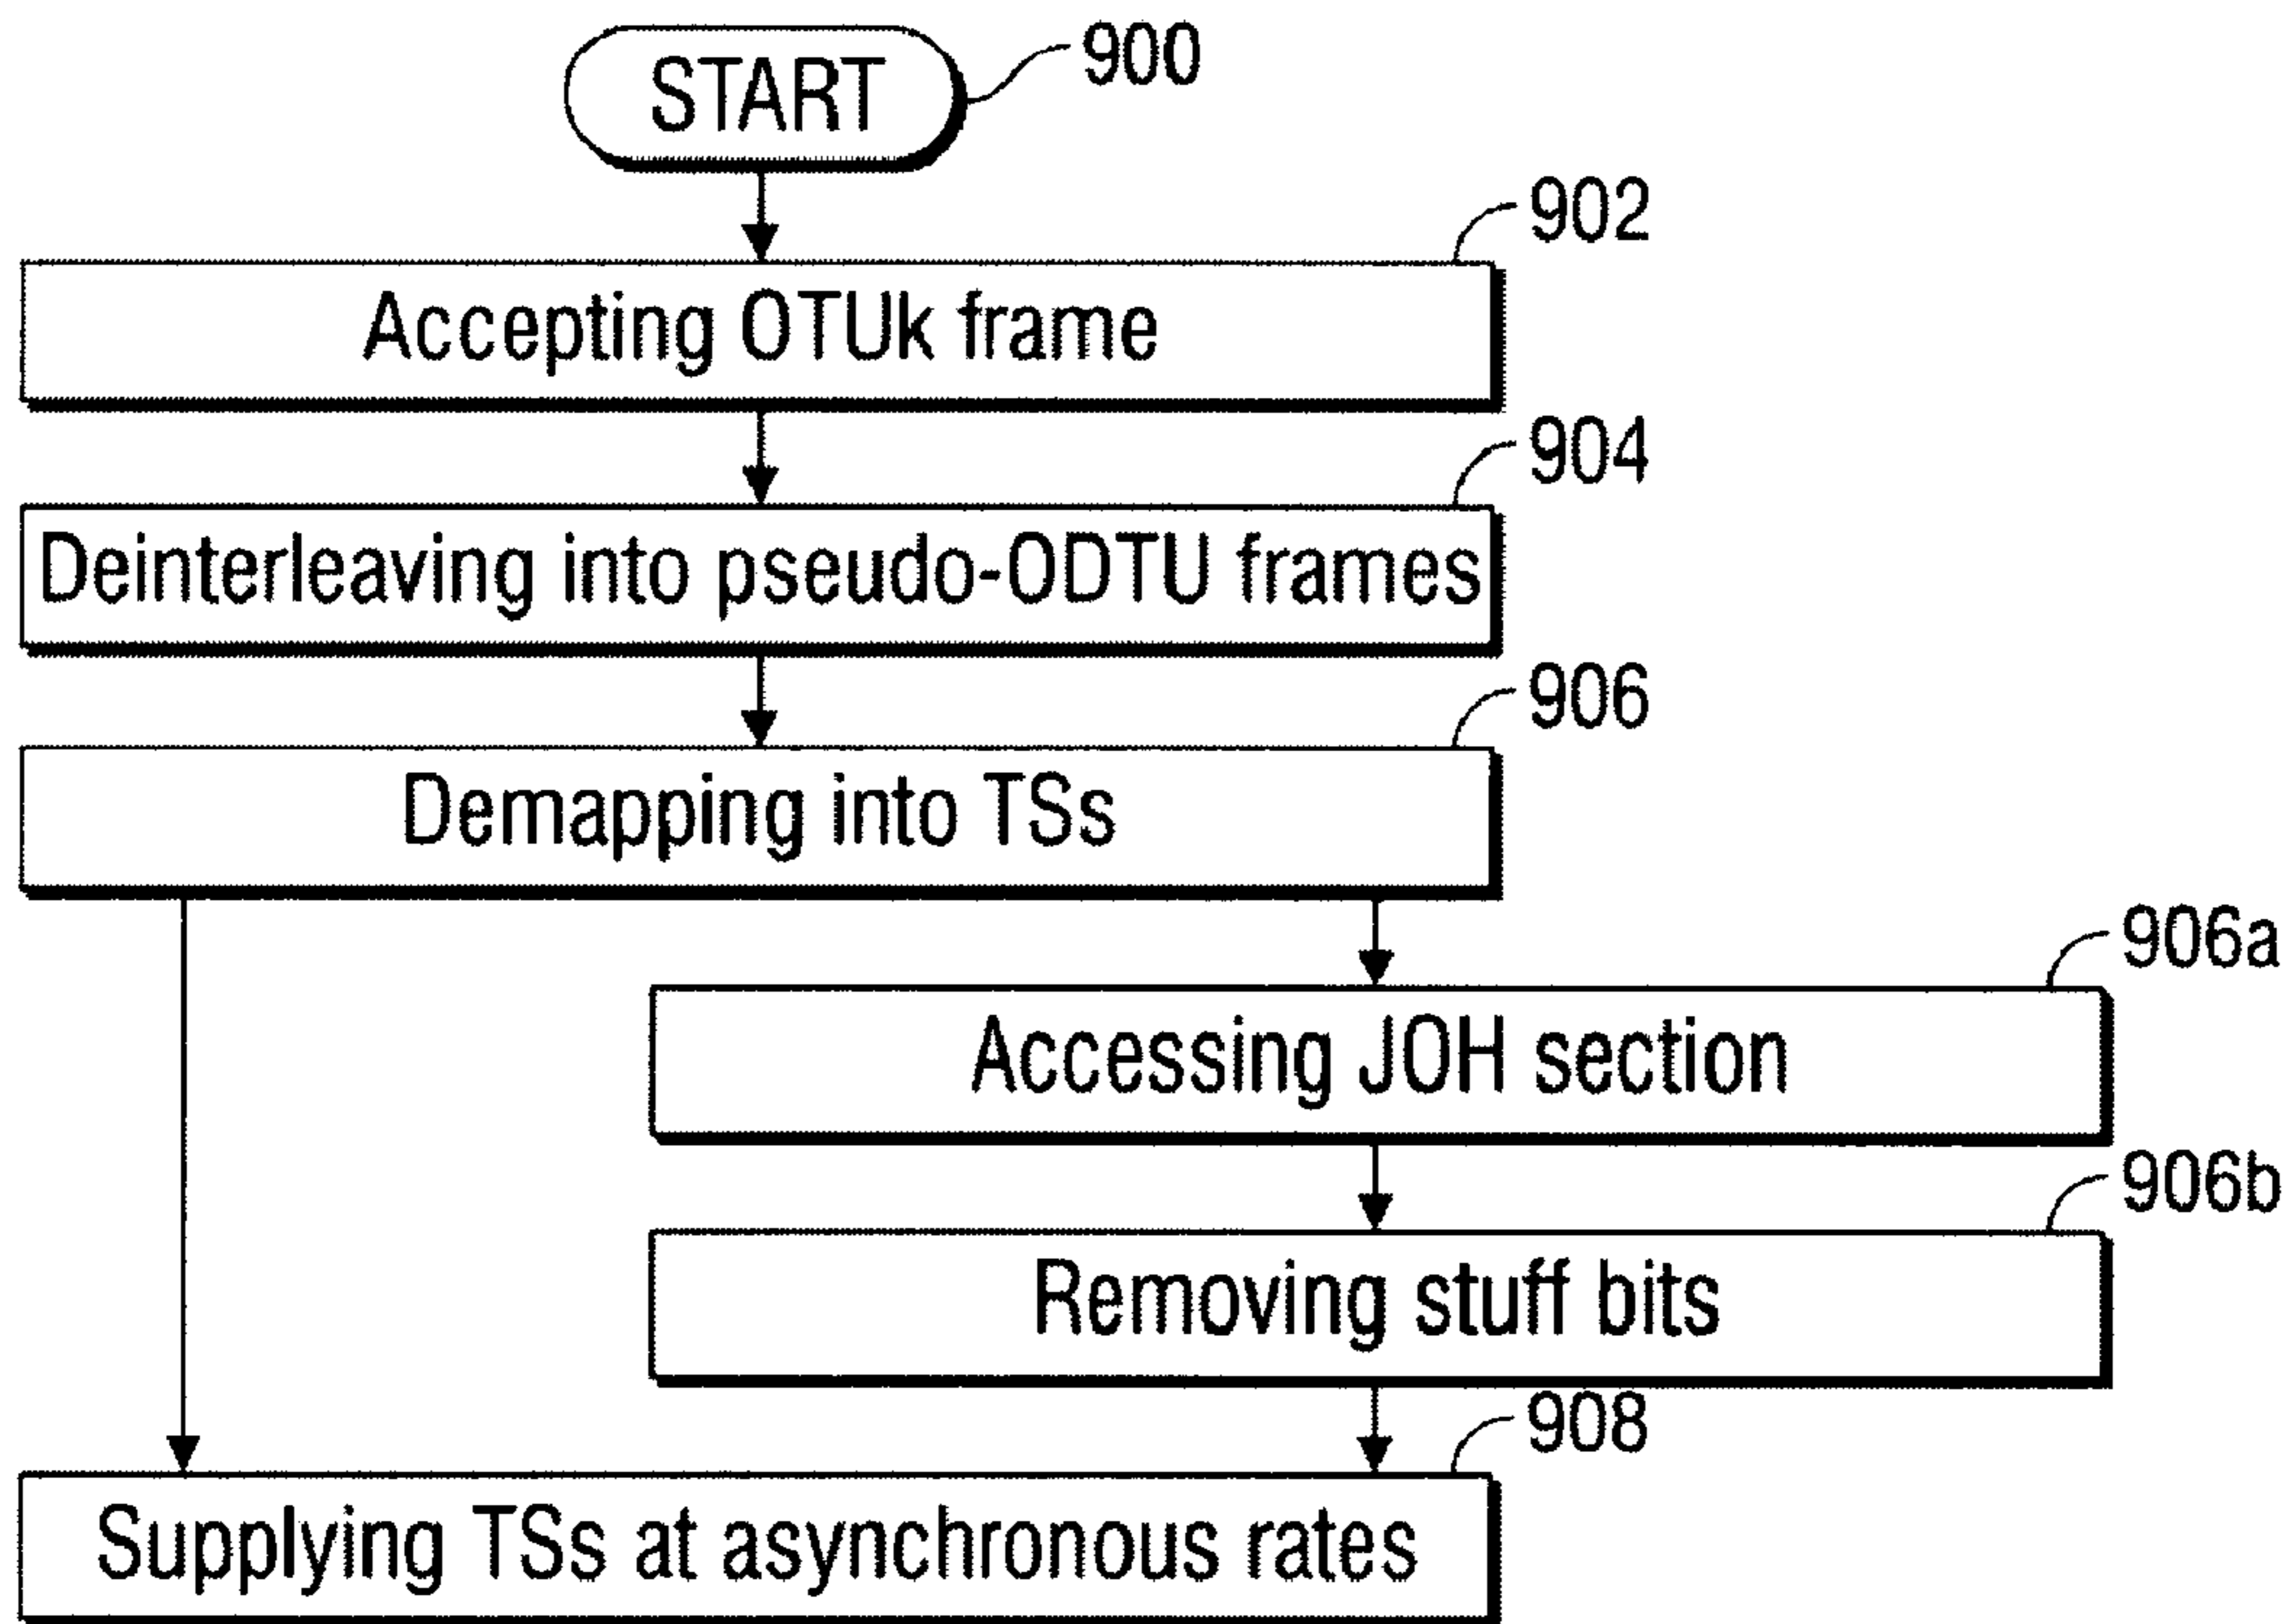 START
900
902
Accepting OTUk frame
904
Deinterleaving into pseudo-ODTU frames
906
Demapping into TSs
906a
Accessing JOH section
906b
Removing stuff bits
908
Supplying TSs at asynchronous rates